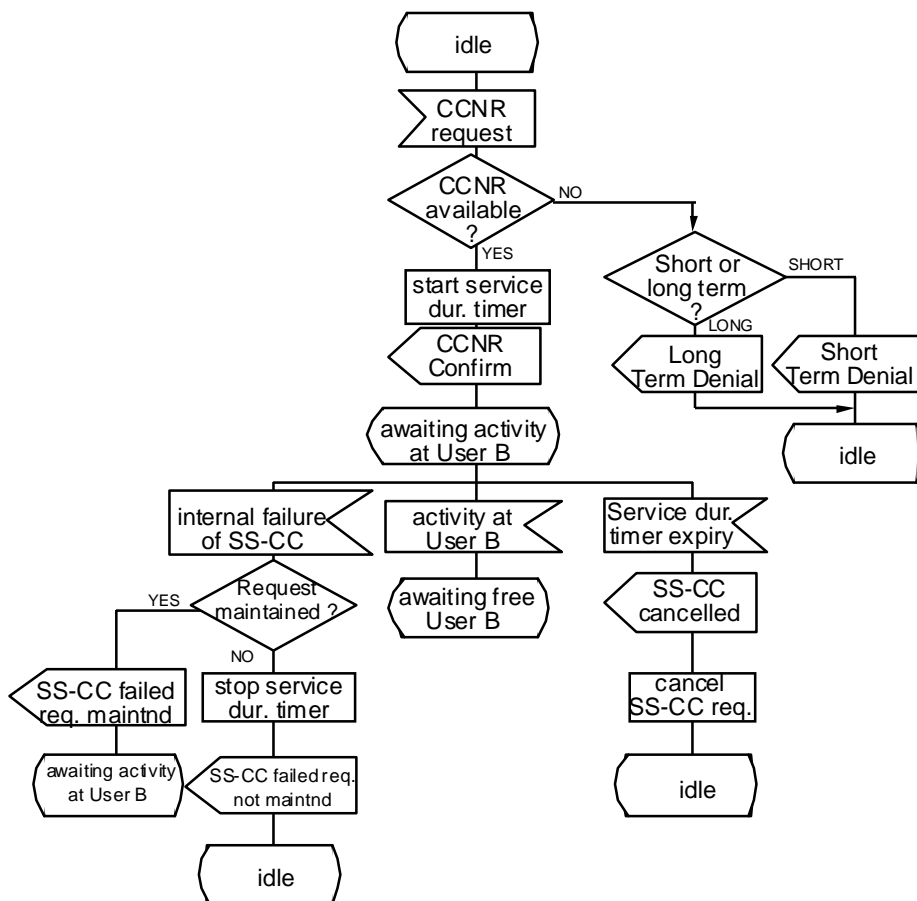 idle
CCNR
request
CCNR
available
?
NO
YES
Short or
long term
?
SHORT
LONG
start service
dur. timer
CCNR
Confirm
Long
Term Denial
Short
Term Denial
awaiting activity
at User B
idle
internal failure
of SS-CC
activity at
User B
Service dur.
timer expiry
Request
maintained ?
YES
NO
awaiting free
User B
SS-CC
cancelled
SS-CC failed
req. maintnd
stop service
dur. timer
cancel
SS-CC req.
awaiting activity
at User B
SS-CC failed req.
not maintnd
idle
idle